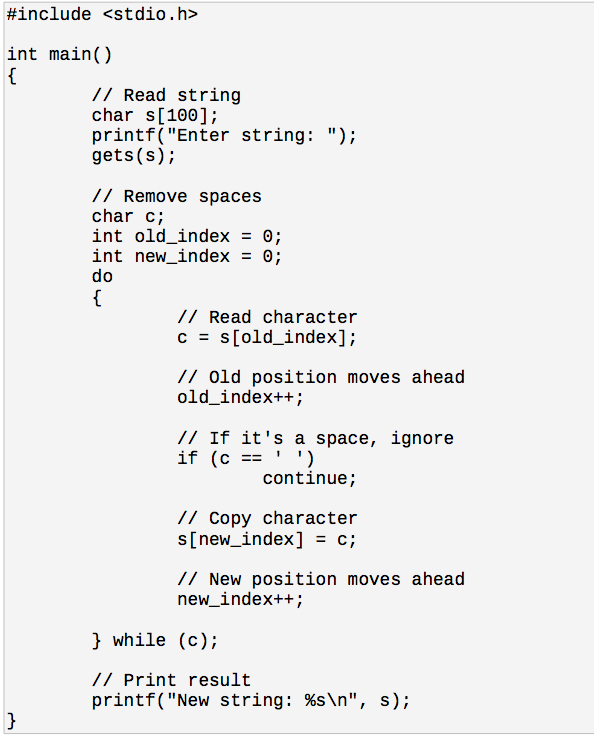 #include <stdio.h>
int main()
{
// Read string
char s[100];
printf("Enter string: ");
gets(s);
// Remove spaces
char c;
int old_index = 0;
int new_index = 0;
do
{
// Read character
c = s[old_index];
// Old position moves ahead
old_index++;
// If it's a space, ignore
if (c == ' ')
continue;
// Copy character
s[new_index] = c;
// New position moves ahead
new_index++;
} while (c);
// Print result
printf("New string: %s\n", s);
}